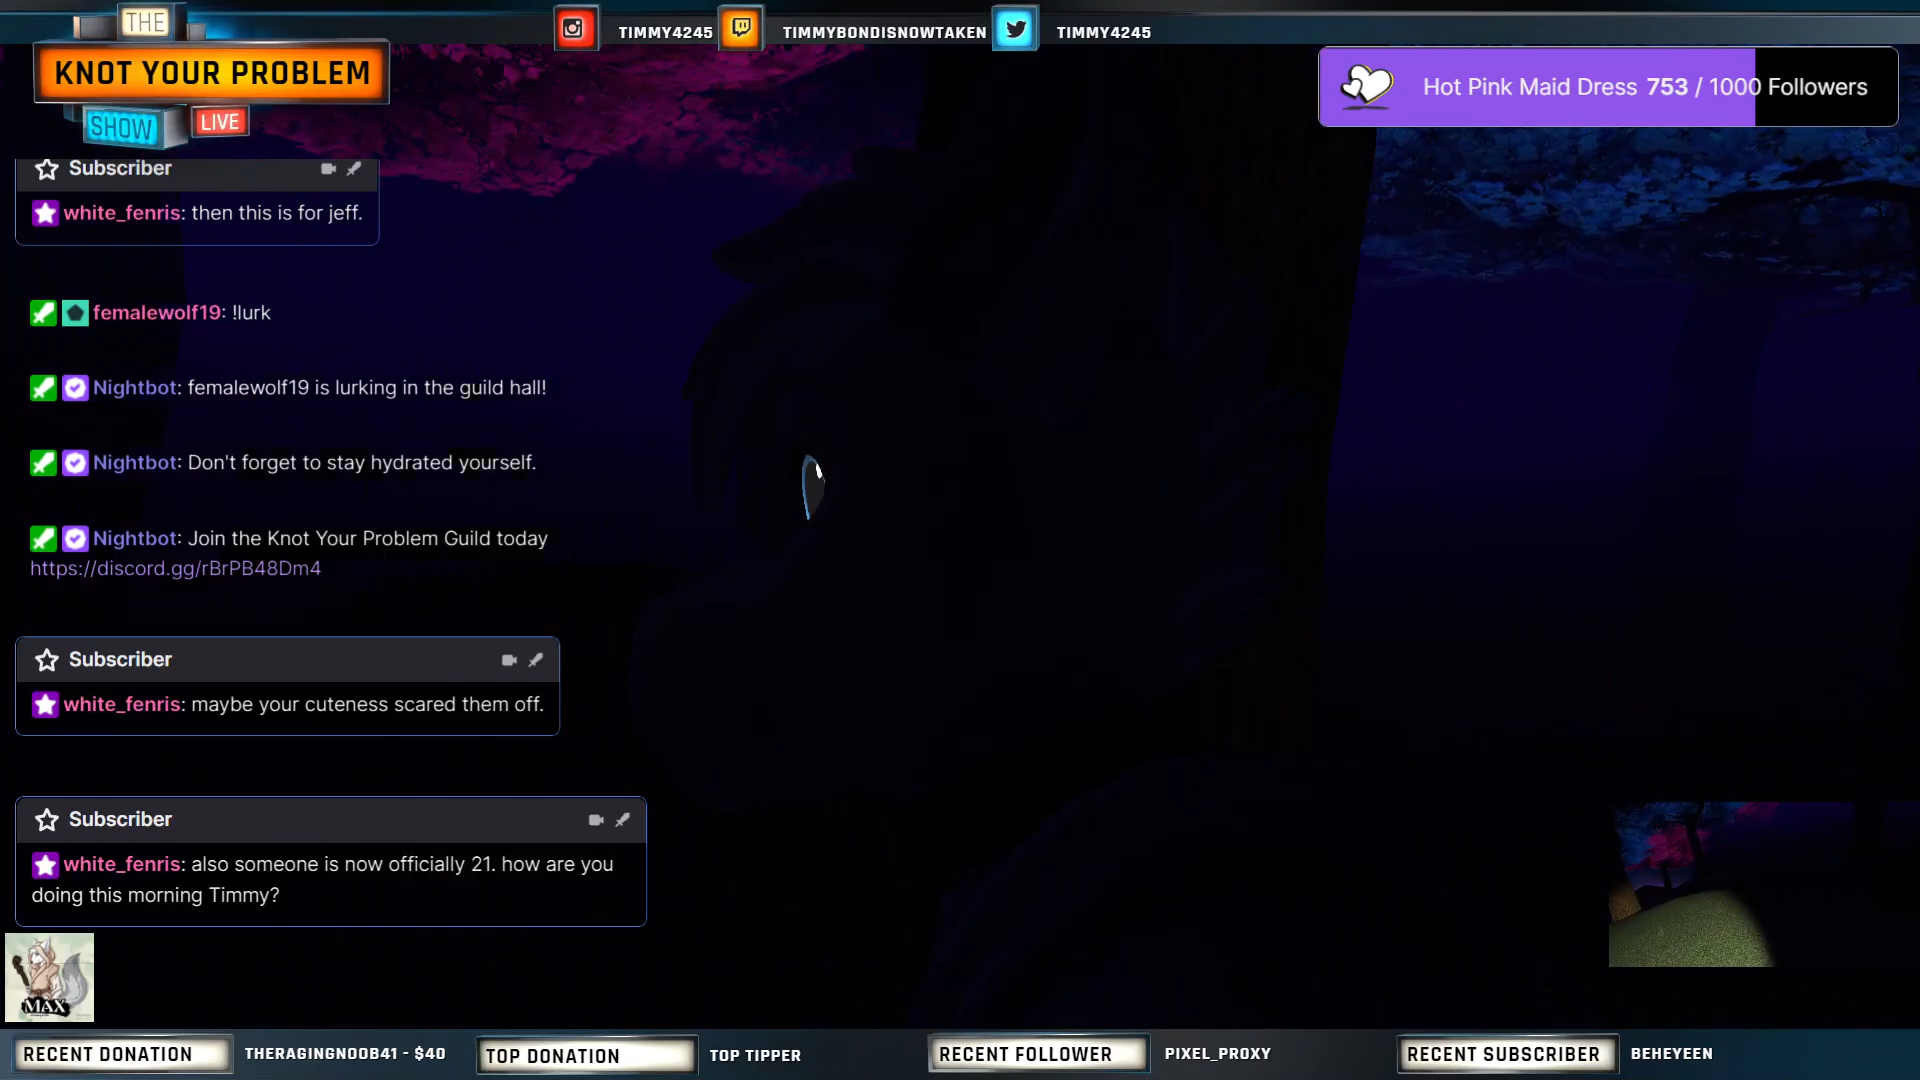 THE
KNOT YOUR PROBLEM
SHOW
LIVE
TIMMY4245
TIMMYBONDISNOWTAKEN
TIMMY4245
Hot Pink Maid Dress 753 / 1000 Followers
Subscriber
white_fenris: then this is for jeff.
femalewolf19: !lurk
Nightbot: femalewolf19 is lurking in the guild hall!
Nightbot: Don't forget to stay hydrated yourself.
Nightbot: Join the Knot Your Problem Guild today
https://discord.gg/rBrPB48Dm4
Subscriber
white_fenris: maybe your cuteness scared them off.
Subscriber
white_fenris: also someone is now officially 21. how are you
doing this morning Timmy?
MAX
RECENT DONATION
THERAGINGNOOB41 - $40
TOP DONATION
TOP TIPPER
RECENT FOLLOWER
PIXEL_PROXY
RECENT SUBSCRIBER
BEHEYEEN